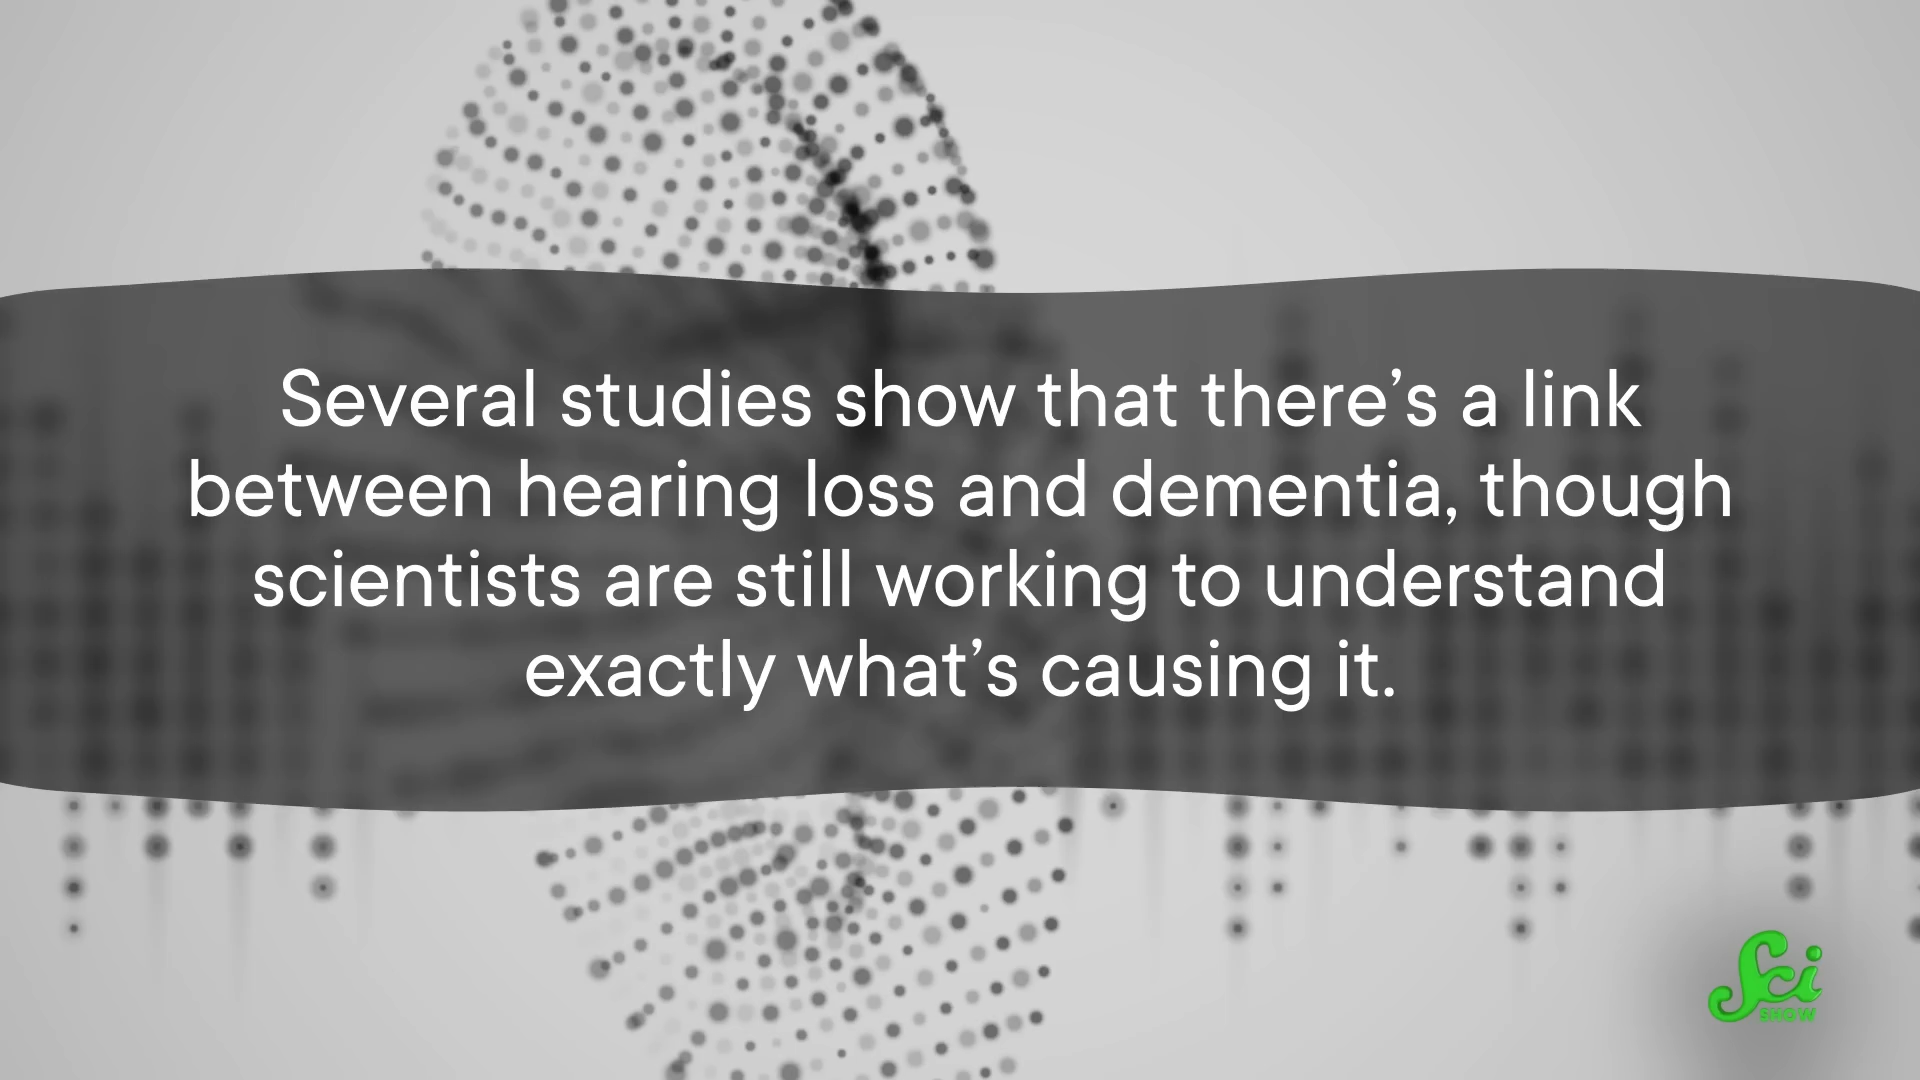 Several studies show that there’s a link
between hearing loss and dementia, though
scientists are still working to understand
exactly what’s causing it.
Sci
SHOW